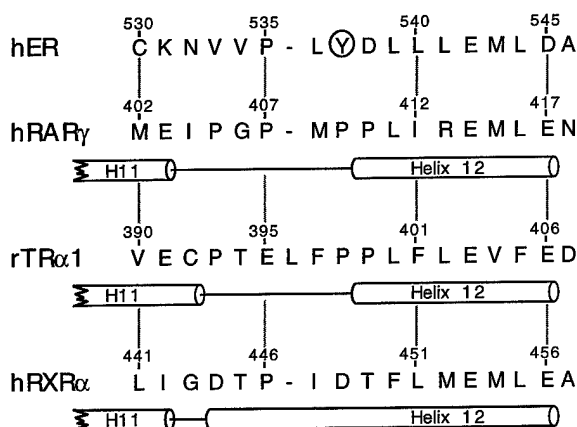 530 535 540 545
hER C K N V V P - L Y D L L L E M L D A
402 407 412 417
hRARγ M E I P G P - M P P L I R E M L E N
H11 Helix 12
390 395 401 406
rTRα1 V E C P T E L F P P L F L E V F E D
H11 Helix 12
441 446 451 456
hRXRα L I G D T P - I D T F L M E M L E A
H11 Helix 12